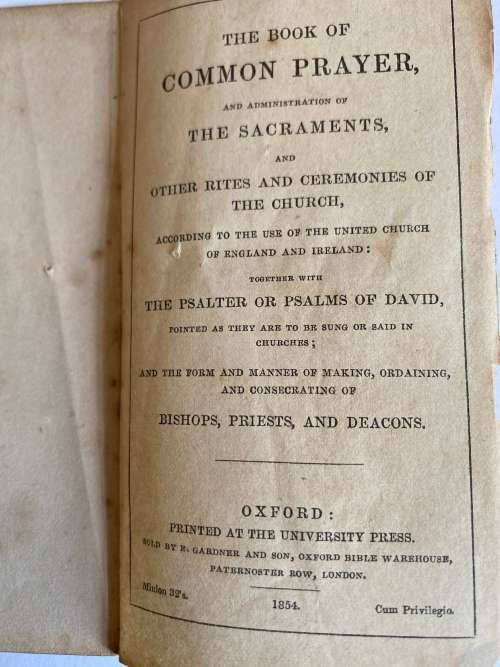 THE BOOK OF
COMMON PRAYER,
AND ADMINISTRATION OF
THE SACRAMENTS,
AND
OTHER RITES AND CEREMONIES OF
THE CHURCH,
ACCORDING TO THE USE OF THE UNITED CHURCH
OF ENGLAND AND IRELAND:
TOGETHER WITH
THE PSALTER OR PSALMS OF DAVID,
POINTED AS THEY ARE TO BE SUNG OR SAID IN
CHURCHES;
AND THE FORM AND MANNER OF MAKING, ORDAINING,
AND CONSECRATING OF
BISHOPS, PRIESTS, AND DEACONS.
OXFORD:
PRINTED AT THE UNIVERSITY PRESS.
SOLD BY E. GARDNER AND SON, OXFORD BIBLE WAREHOUSE,
PATERNOSTER ROW, LONDON.
Minion 32's.
1854.
Cum Privilegio.